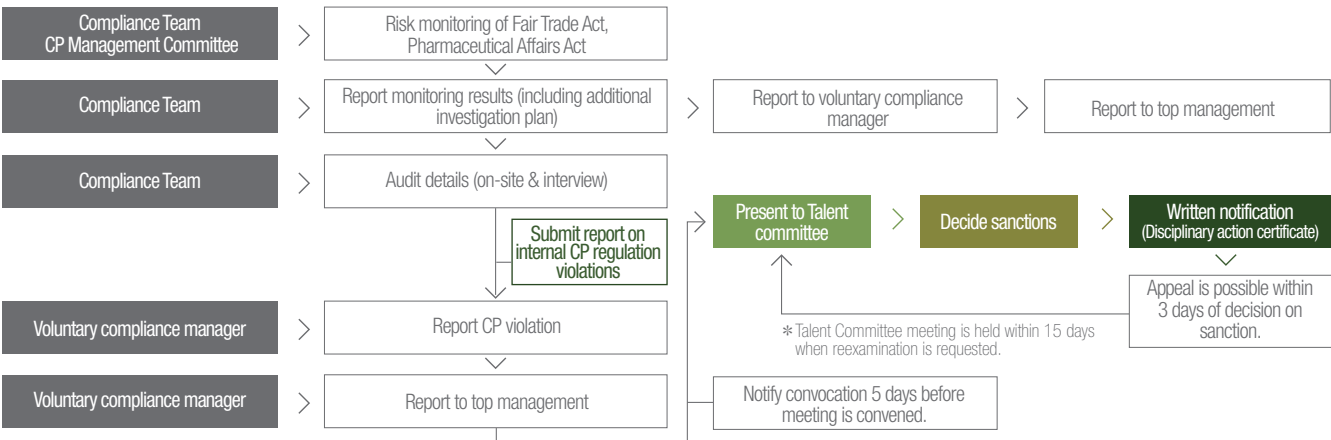 Compliance Team
CP Management Committee
Risk monitoring of Fair Trade Act,
Pharmaceutical Affairs Act
Compliance Team
Report monitoring results (including additional
investigation plan)
Report to voluntary compliance
manager
Report to top management
Compliance Team
Audit details (on-site & interview)
Submit report on
internal CP regulation
violations
Present to Talent
committee
Decide sanctions
Written notification
(Disciplinary action certificate)
Appeal is possible within
3 days of decision on
sanction.
* Talent Committee meeting is held within 15 days
when reexamination is requested.
Voluntary compliance manager
Report CP violation
Voluntary compliance manager
Report to top management
Notify convocation 5 days before
meeting is convened.